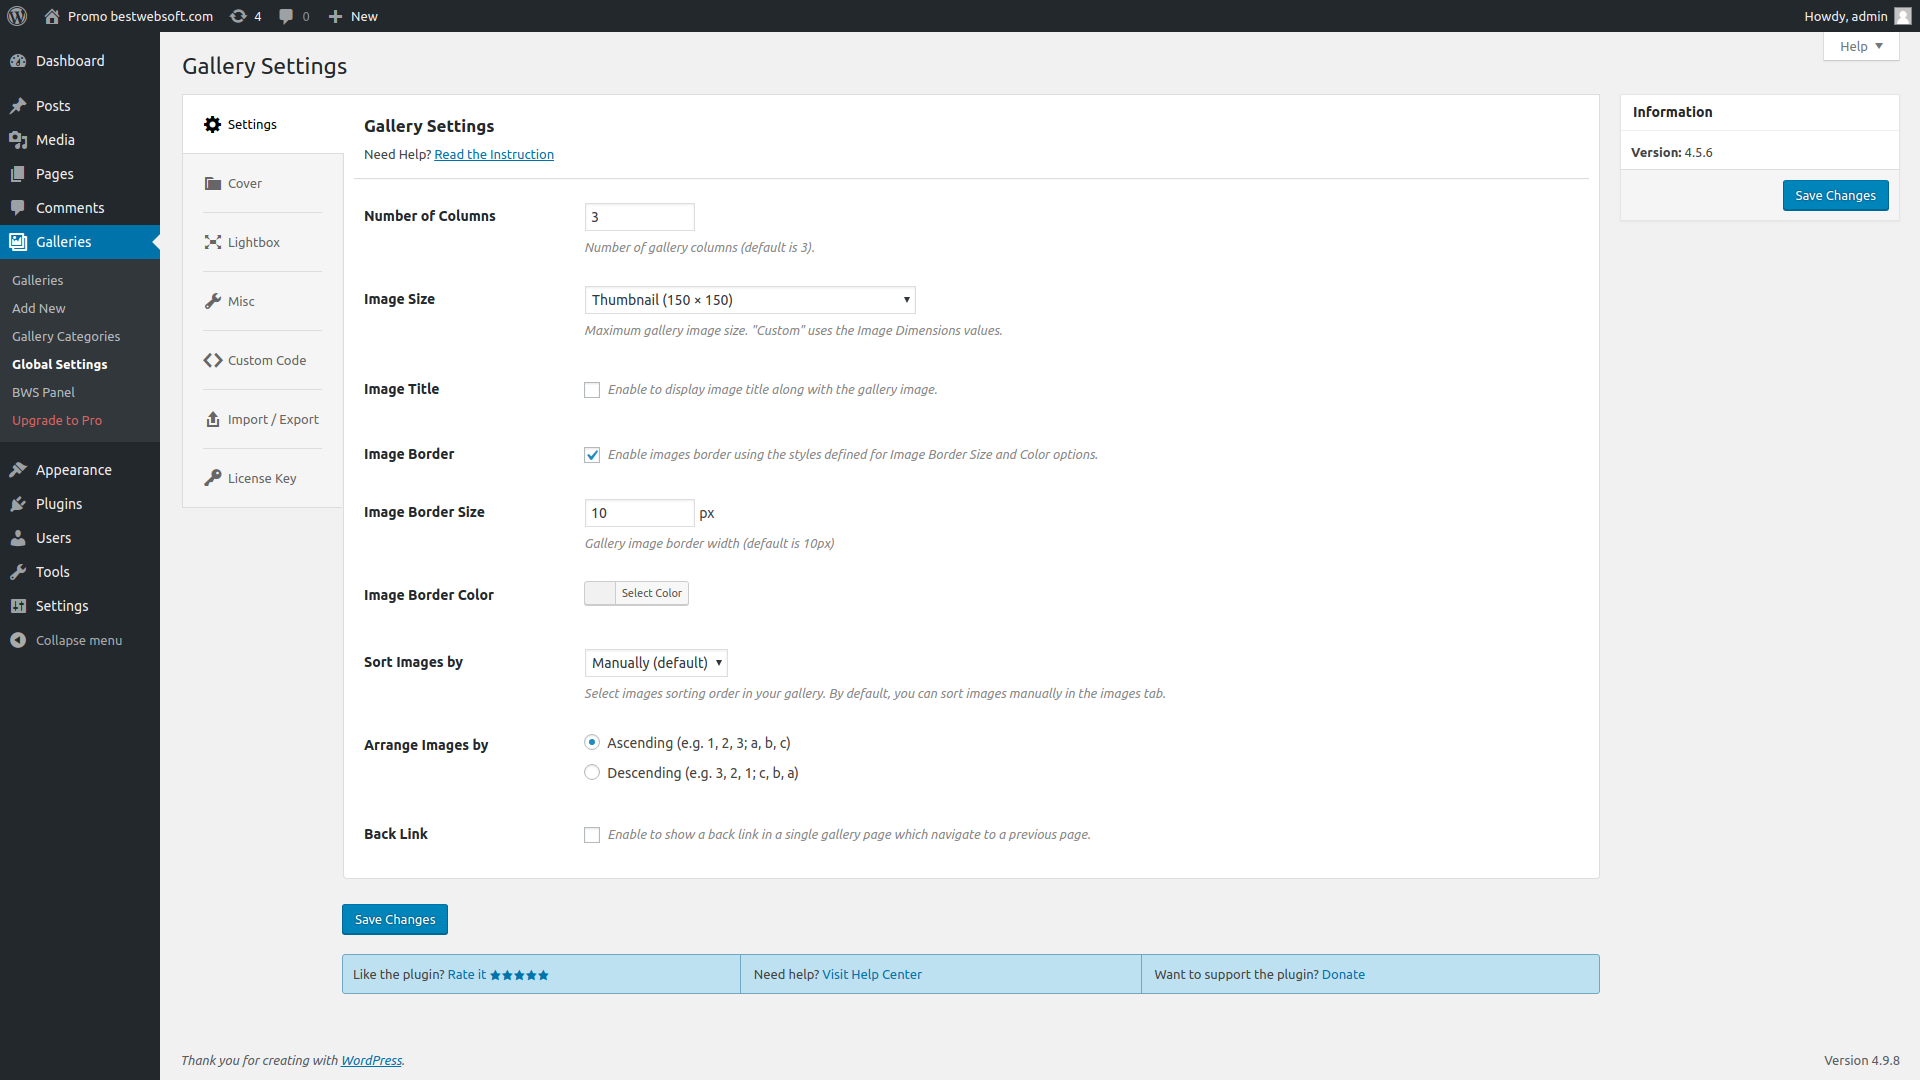 Promo bestwebsoft.com 4 0 New Howdy, admin
Help
Dashboard
Posts
Media
Pages
Comments
Galleries
Galleries
Add New
Gallery Categories
Global Settings
BWS Panel
Upgrade to Pro
Appearance
Plugins
Users
Tools
Settings
Collapse menu
Gallery Settings
Settings
Cover
Lightbox
Misc
Custom Code
Import / Export
License Key
Gallery Settings
Need Help? Read the Instruction
Number of Columns 3
Number of gallery columns (default is 3).
Image Size Thumbnail (150 × 150)
Maximum gallery image size. "Custom" uses the Image Dimensions values.
Image Title Enable to display image title along with the gallery image.
Image Border Enable images border using the styles defined for Image Border Size and Color options.
Image Border Size 10 px
Gallery image border width (default is 10px)
Image Border Color Select Color
Sort Images by Manually (default)
Select images sorting order in your gallery. By default, you can sort images manually in the images tab.
Arrange Images by Ascending (e.g. 1, 2, 3; a, b, c)
Descending (e.g. 3, 2, 1; c, b, a)
Back Link Enable to show a back link in a single gallery page which navigate to a previous page.
Save Changes
Like the plugin? Rate it ★★★★★ Need help? Visit Help Center Want to support the plugin? Donate
Information
Version: 4.5.6
Save Changes
Thank you for creating with WordPress. Version 4.9.8